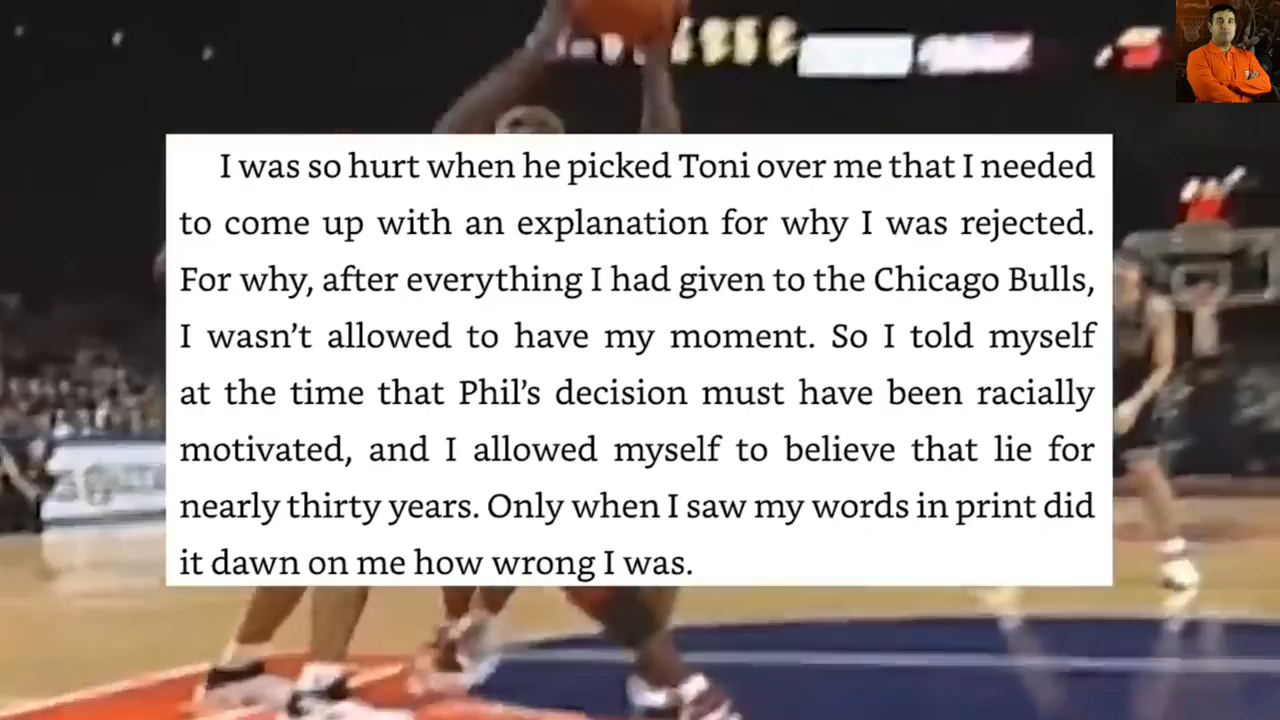 I was so hurt when he picked Toni over me that I needed
to come up with an explanation for why I was rejected.
For why, after everything I had given to the Chicago Bulls,
I wasn’t allowed to have my moment. So I told myself
at the time that Phil’s decision must have been racially
motivated, and I allowed myself to believe that lie for
nearly thirty years. Only when I saw my words in print did
it dawn on me how wrong I was.